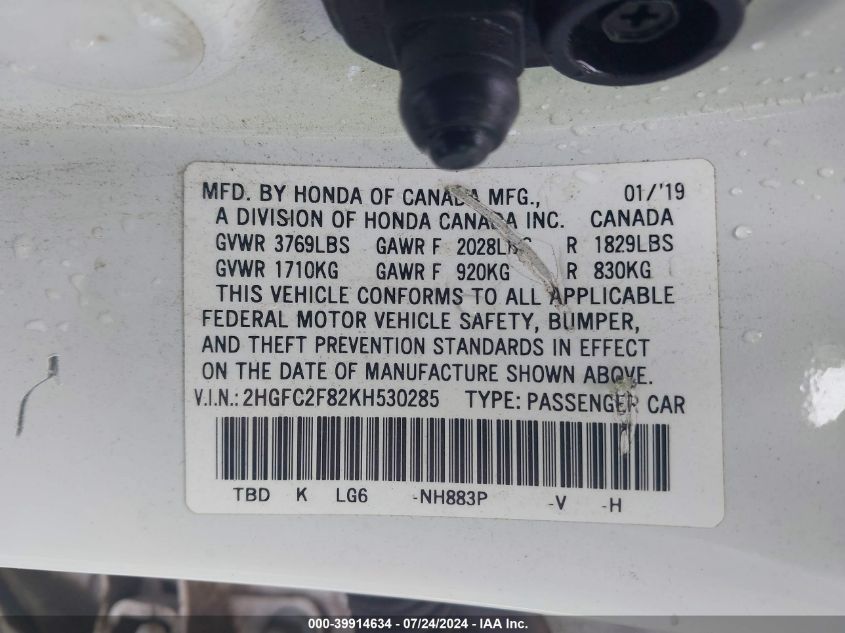 MFD. BY HONDA OF CANADA MFG., 01/'19
A DIVISION OF HONDA CANADA INC. CANADA
GVWR 3769LBS GAWR F 2028LBS R 1829LBS
GVWR 1710KG GAWR F 920KG R 830KG
THIS VEHICLE CONFORMS TO ALL APPLICABLE
FEDERAL MOTOR VEHICLE SAFETY, BUMPER,
AND THEFT PREVENTION STANDARDS IN EFFECT
ON THE DATE OF MANUFACTURE SHOWN ABOVE.
V.I.N.: 2HGFC2F82KH530285 TYPE: PASSENGER CAR
TBD K LG6 -NH883P -V -H
000-39914634 - 07/24/2024 - IAA Inc.